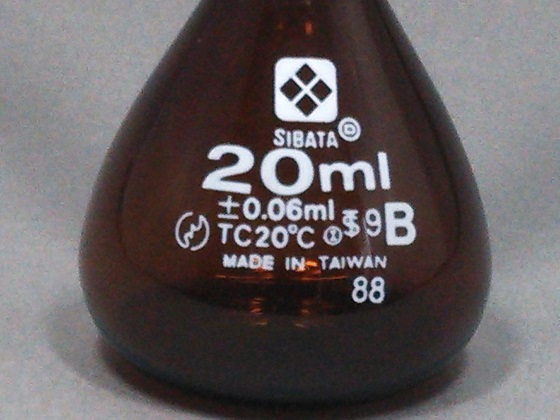 SIBATA
20ml
±0.06ml
TC20°C 9B
MADE IN TAIWAN
88